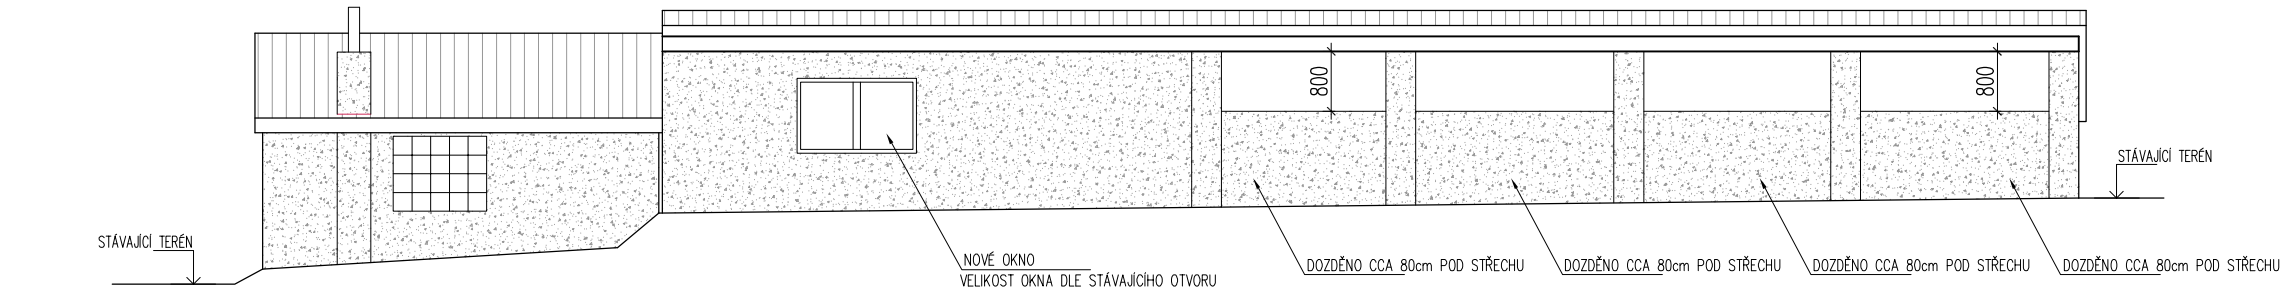 800
800
STÁVAJÍCÍ TERÉN
STÁVAJÍCÍ TERÉN
NOVÉ OKNO
VELIKOST OKNA DLE STÁVAJÍCÍHO OTVORU
DOZDĚNO CCA 80cm POD STŘECHU
DOZDĚNO CCA 80cm POD STŘECHU
DOZDĚNO CCA 80cm POD STŘECHU
DOZDĚNO CCA 80cm POD STŘECHU